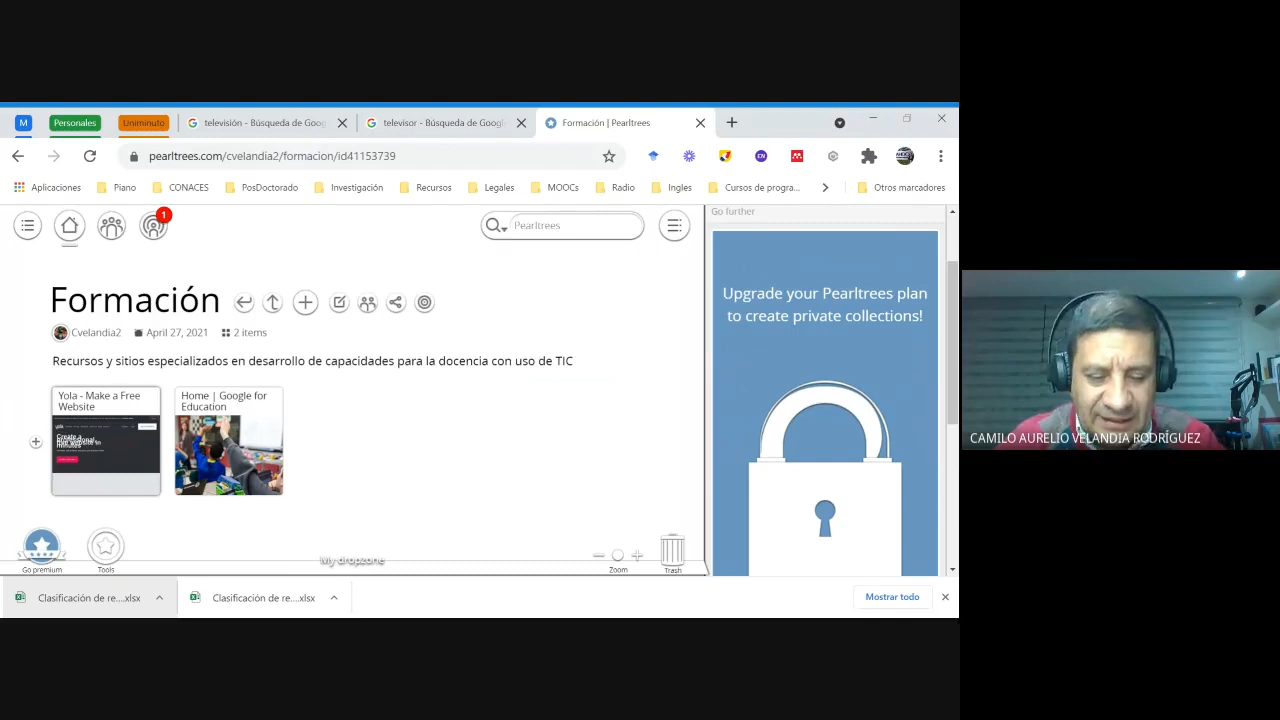 M
Personales
Uniminuto
televisión - Búsqueda de Goog
televisor - Búsqueda de Google
Formación | Pearltrees
pearltrees.com/cvelandia2/formacion/id41153739
EN
Aplicaciones
Piano
CONACES
PosDoctorado
Investigación
Recursos
Legales
MOOCs
Radio
Ingles
Cursos de progra...
Otros marcadores
1
Pearltrees
Go further
Formación
Cvelandia2
April 27, 2021
2 items
Recursos y sitios especializados en desarrollo de capacidades para la docencia con uso de TIC
Yola - Make a Free
Website
Home | Google for
Education
Upgrade your Pearltrees plan
to create private collections!
CAMILO AURELIO VELANDIA RODRÍGUEZ
Go premium
Tools
My dropzone
Zoom
Trash
Clasificación de re....xlsx
Clasificación de re....xlsx
Mostrar todo